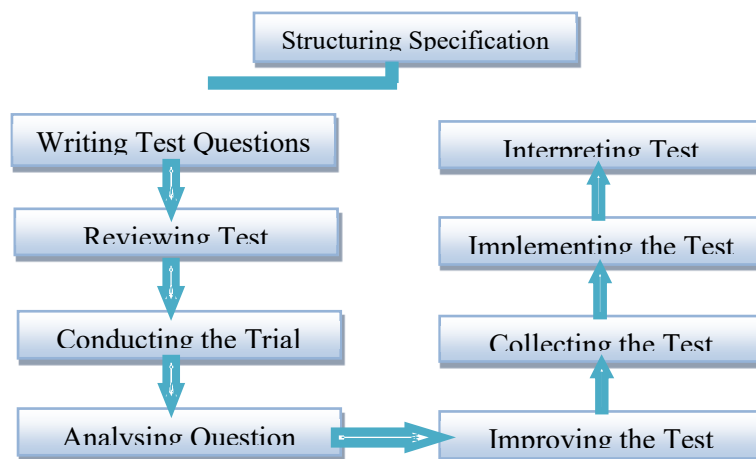 Structuring Specification
Writing Test Questions
Reviewing Test
Conducting the Trial
Analysing Question
Improving the Test
Collecting the Test
Implementing the Test
Interpreting Test